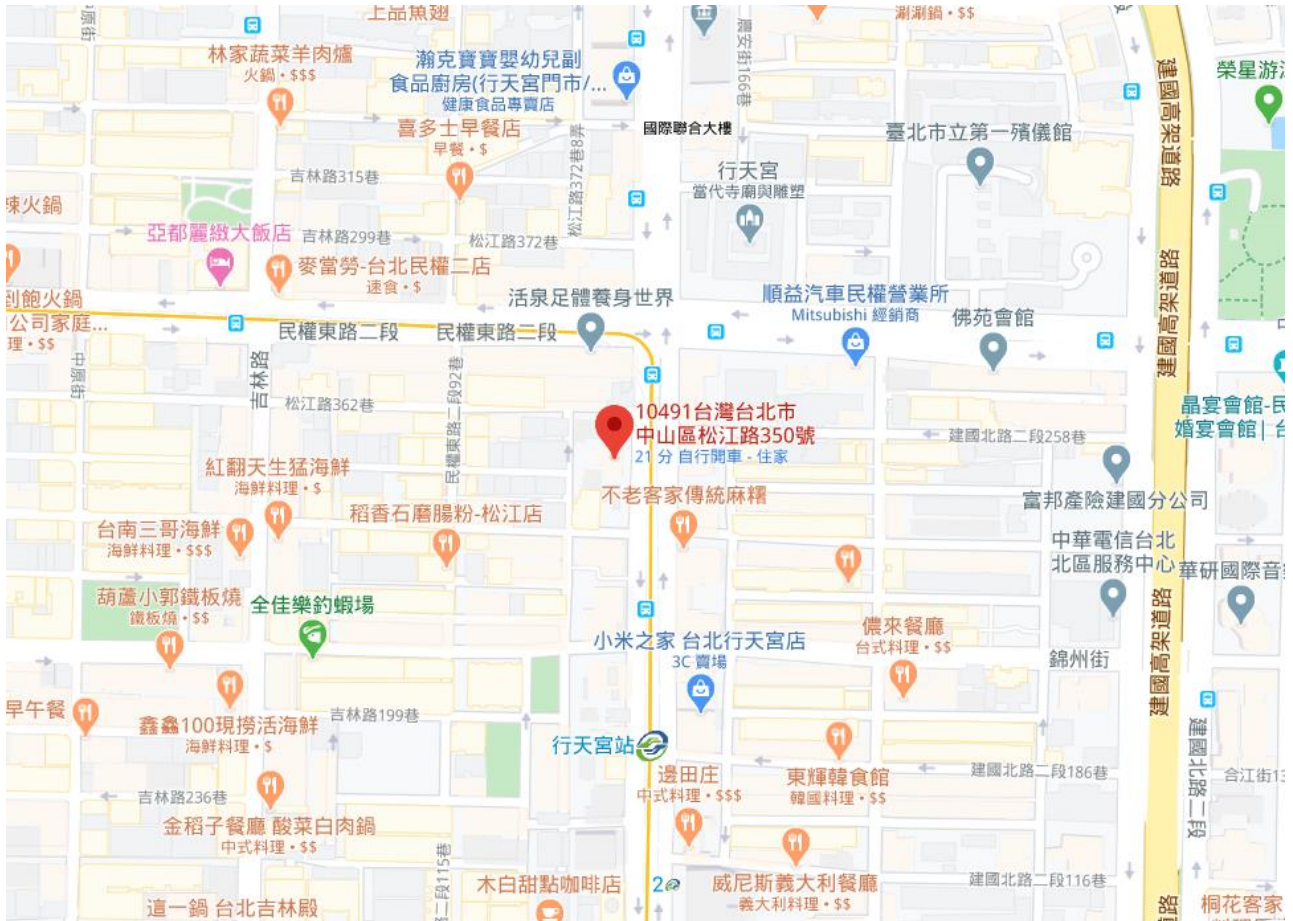 上品魚翅
涮涮鍋・$$
林家蔬菜羊肉爐
火鍋・$$$
瀚克寶寶嬰幼兒副
食品廚房(行天宮門市/...
健康食品專賣店
農安街166巷
建國高架道路
喜多士早餐店
早餐・$
國際聯合大樓
臺北市立第一殯儀館
松江路372巷8弄
吉林路315巷
行天宮
當代寺廟與雕塑
辣火鍋
亞都麗緻大飯店
吉林路299巷
松江路372巷
麥當勞-台北民權二店
速食・$
到飽火鍋
公司家庭...
理・$$
活泉足體養身世界
順益汽車民權營業所
Mitsubishi 經銷商
佛苑會館
建國高架道路
民權東路二段
民權東路二段
中原街
吉林路
民權東路二段92巷
松江路362巷
10491台灣台北市
中山區松江路350號
21 分 自行開車 - 住家
建國北路二段258巷
晶宴會館-民
婚宴會館| 台
紅翻天生猛海鮮
海鮮料理・$
不老客家傳統麻糬
富邦產險建國分公司
台南三哥海鮮
海鮮料理・$$$
稻香石磨腸粉-松江店
中華電信台北
北區服務中心
華研國際音
葫蘆小郭鐵板燒
鐵板燒・$$
全佳樂釣蝦場
小米之家 台北行天宮店
3C 賣場
儂來餐廳
台式料理・$$
錦州街
建國高架道路
早午餐
鑫鱻100現撈活海鮮
海鮮料理・$
吉林路199巷
行天宮站
邊田庄
中式料理・$$$
東輝韓食館
韓國料理・$$
建國北路二段186巷
建國北路二段
合江街13
吉林路236巷
金稻子餐廳 酸菜白肉鍋
中式料理・$$
二段115巷
木白甜點咖啡店
2
威尼斯義大利餐廳
義大利料理・$$
建國北路二段116巷
這一鍋 台北吉林殿
道路
桐花客家